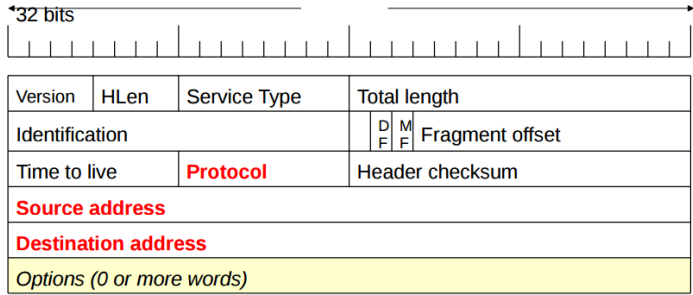 32 bits
Version HLen Service Type Total length
Identification D F M F Fragment offset
Time to live Protocol Header checksum
Source address
Destination address
Options (0 or more words)